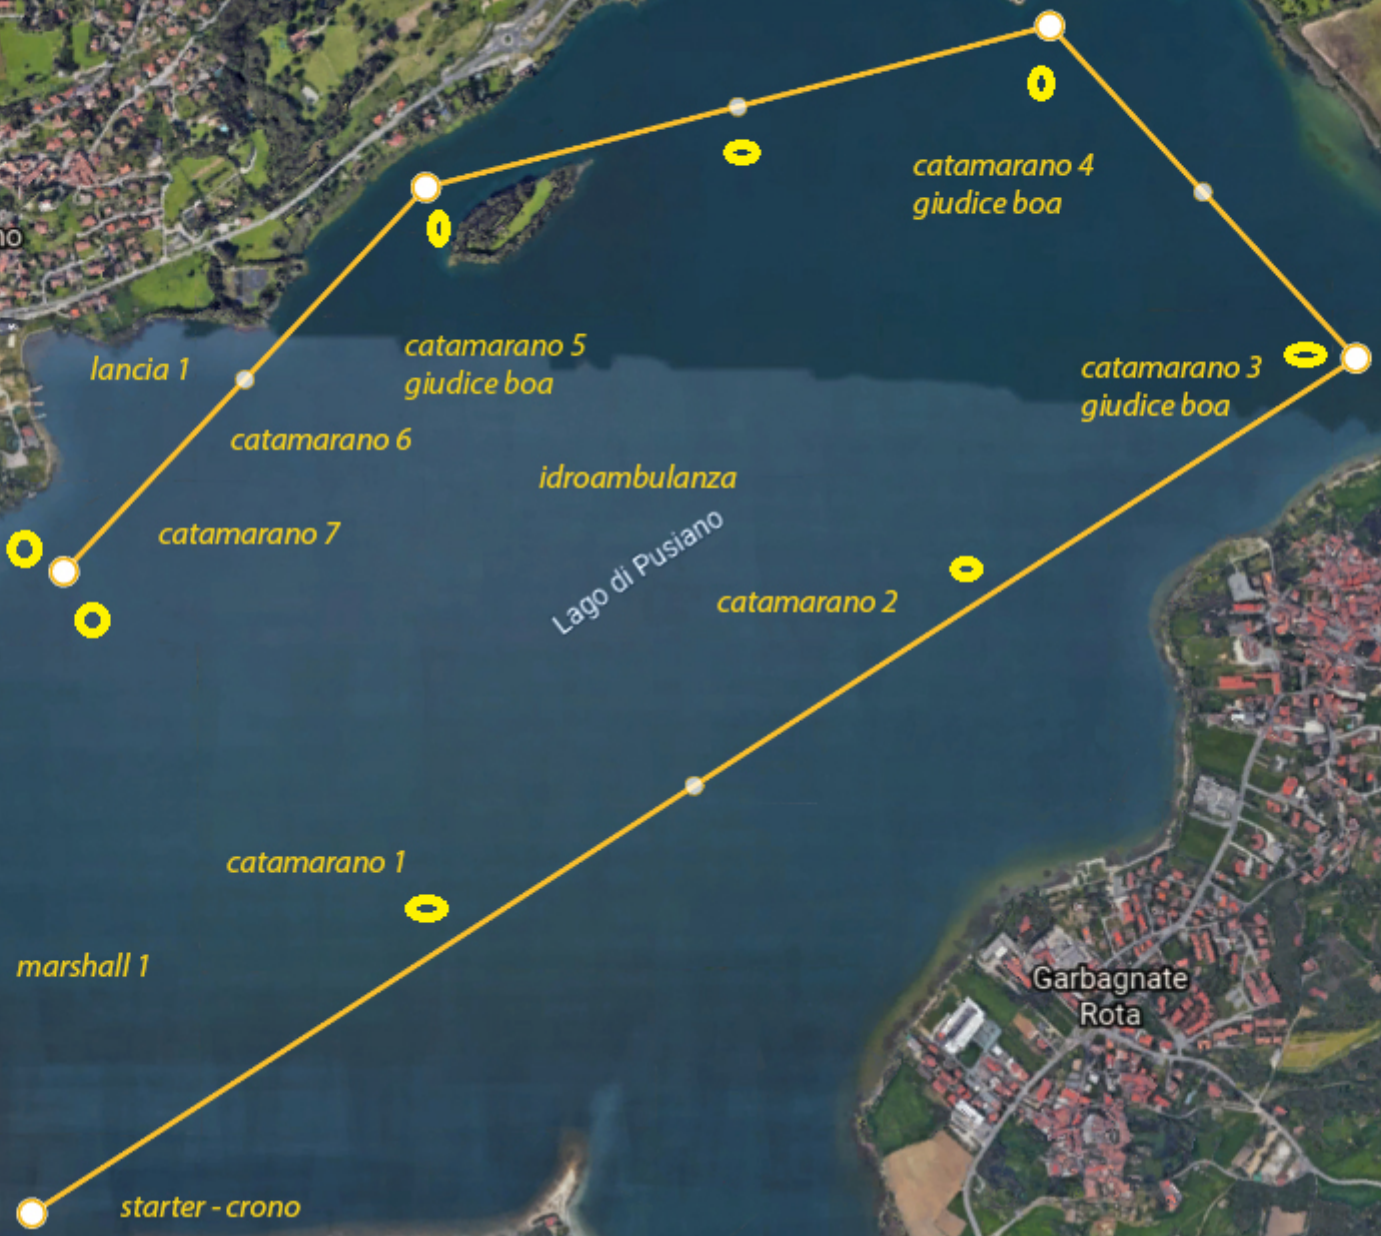 catamarano 4
giudice boa
no
catamarano 5
giudice boa
lancia 1
catamarano 3
giudice boa
catamarano 6
idroambulanza
catamarano 7
Lago di Pusiano
catamarano 2
catamarano 1
marshall 1
Garbagnate
Rota
starter - crono